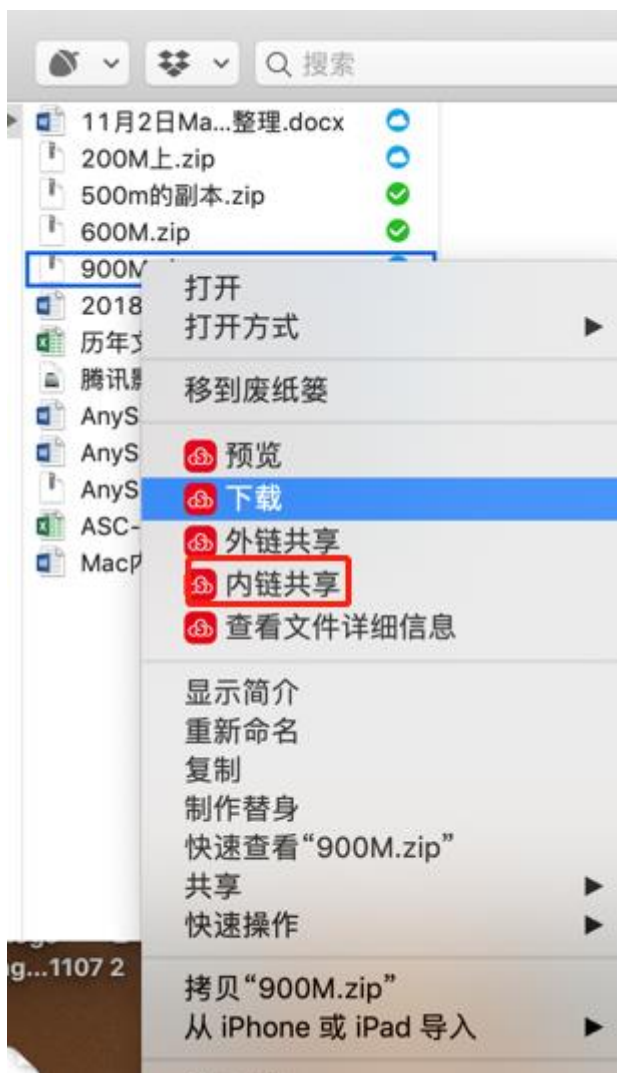 搜索
11月2日Ma...整理.docx
200M上.zip
500m的副本.zip
600M.zip
900M
2018
历年
腾讯
AnyS
AnyS
AnyS
ASC-
Mac
打开
打开方式
移到废纸篓
预览
下载
外链共享
内链共享
查看文件详细信息
显示简介
重新命名
复制
制作替身
快速查看“900M.zip”
共享
快速操作
拷贝“900M.zip”
从 iPhone 或 iPad 导入
g...1107 2